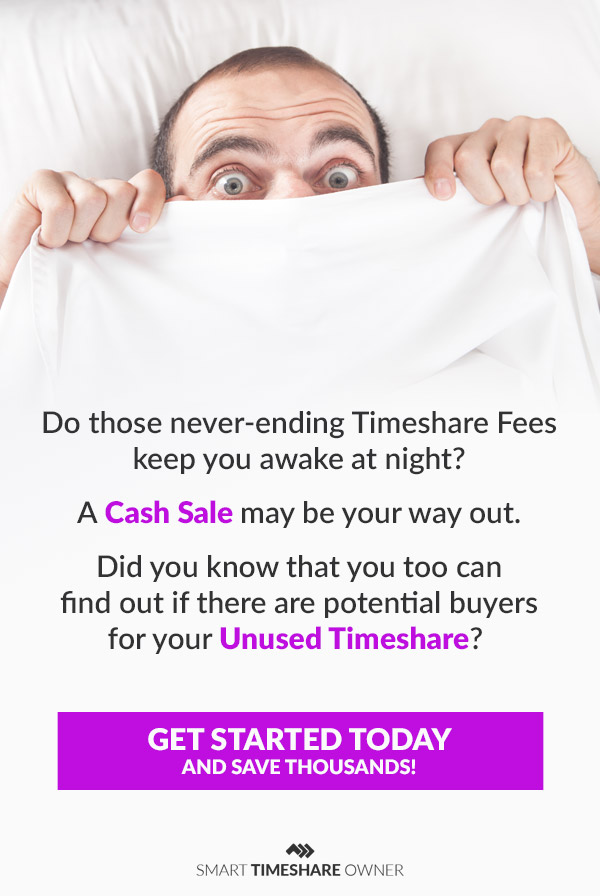 Do those never-ending Timeshare Fees
keep you awake at night?
A Cash Sale may be your way out.
Did you know that you too can
find out if there are potential buyers
for your Unused Timeshare?
GET STARTED TODAY
AND SAVE THOUSANDS!
SMART TIMESHARE OWNER